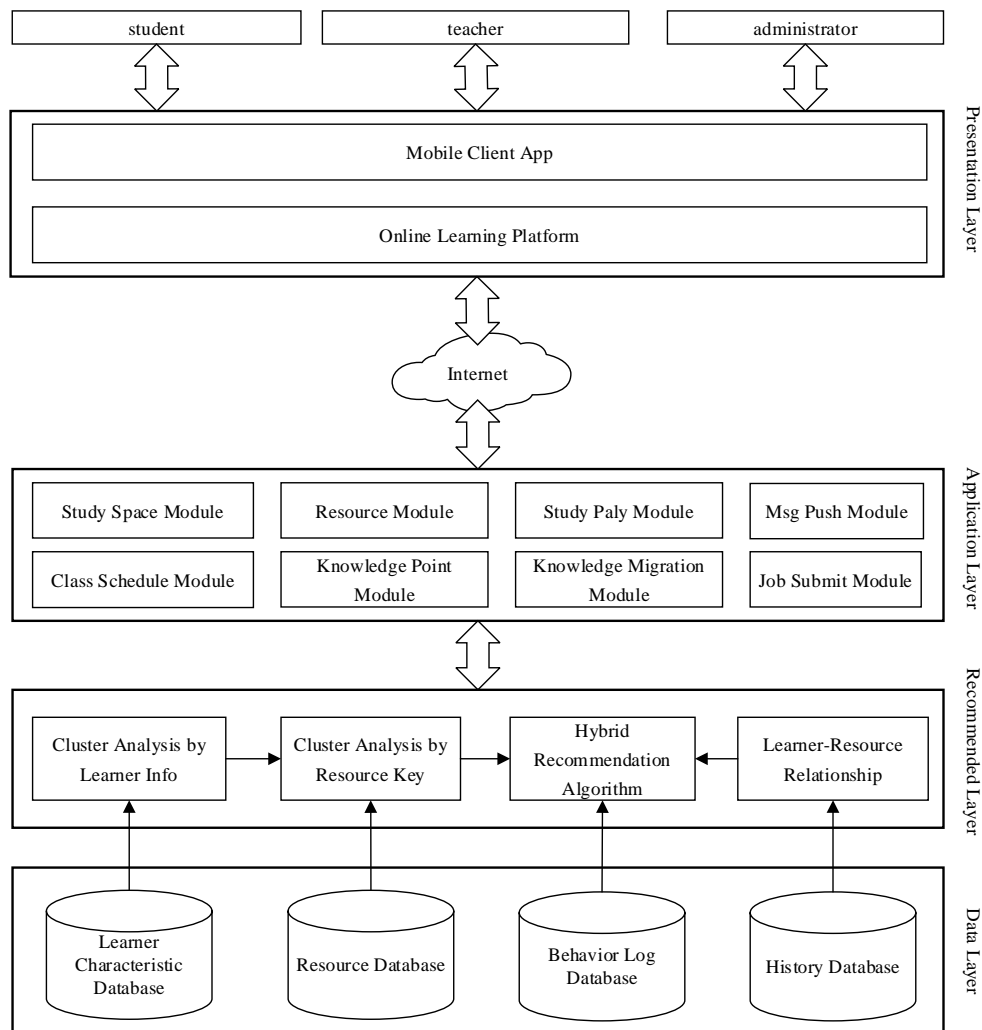 student
teacher
administrator
Presentation Layer
Mobile Client App
Online Learning Platform
Internet
Application Layer
Study Space Module
Resource Module
Study Paly Module
Msg Push Module
Class Schedule Module
Knowledge Point
Module
Knowledge Migration
Module
Job Submit Module
Recommended Layer
Cluster Analysis by
Learner Info
Cluster Analysis by
Resource Key
Hybrid
Recommendation
Algorithm
Learner-Resource
Relationship
Data Layer
Learner
Characteristic
Database
Resource Database
Behavior Log
Database
History Database